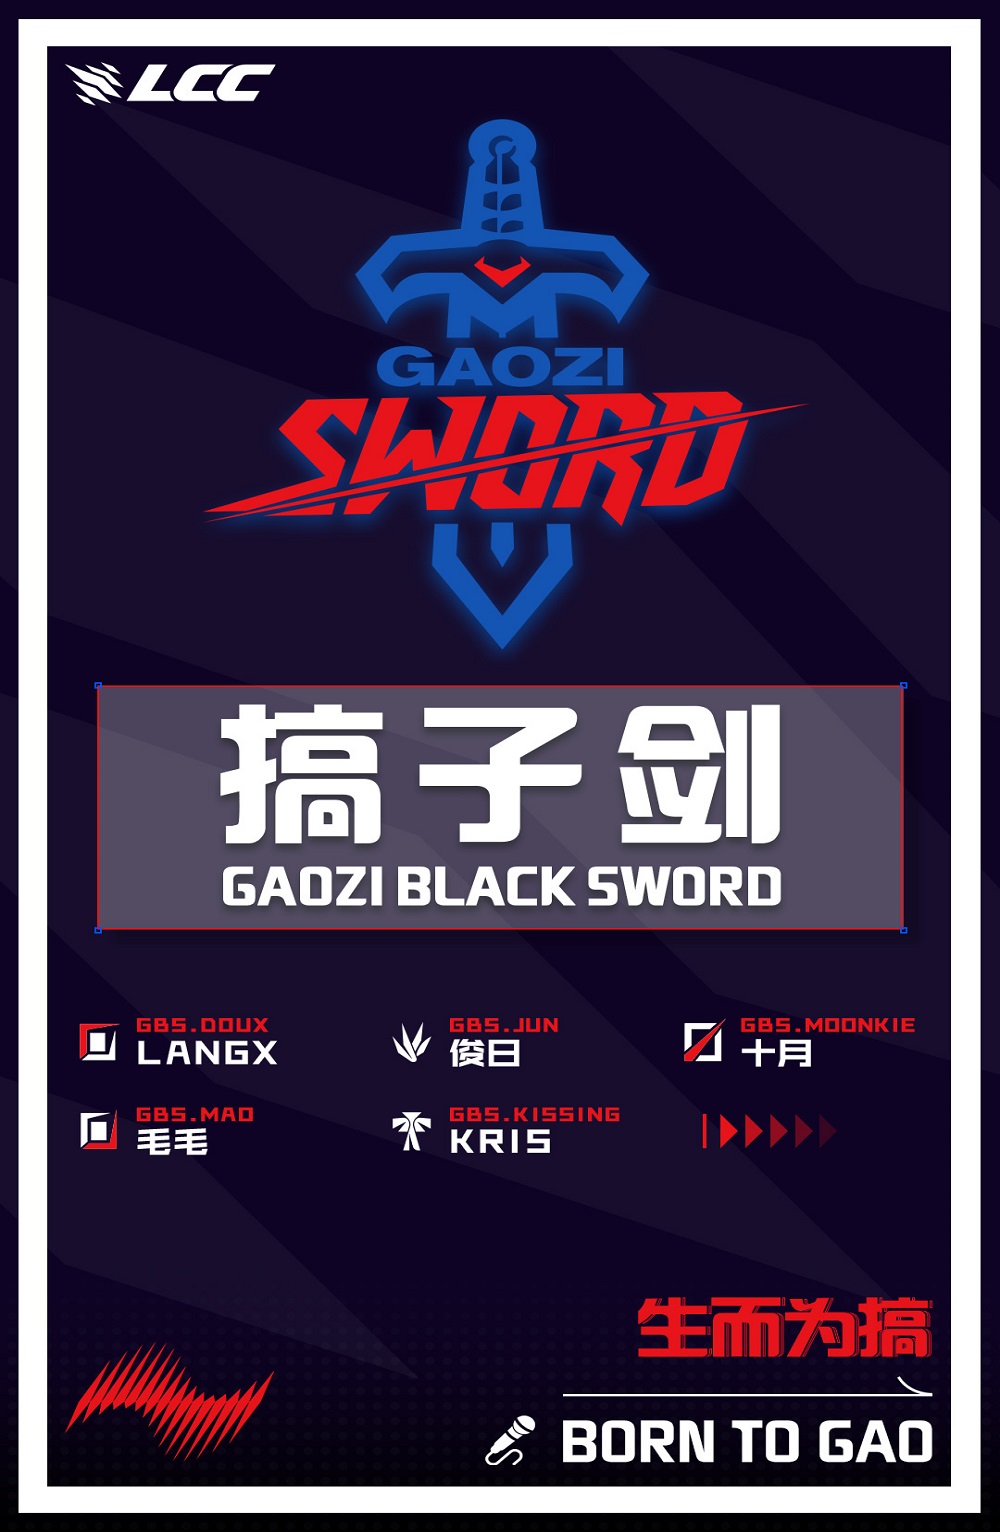 LCC
GAOZI
SWORD
搞子剑
GAOZI BLACK SWORD
GBS.DOUX
LANGX
GBS.JUN
俊日
GBS.MOONKIE
十月
GBS.MAO
毛毛
GBS.KISSING
KRIS
生而为搞
BORN TO GAO